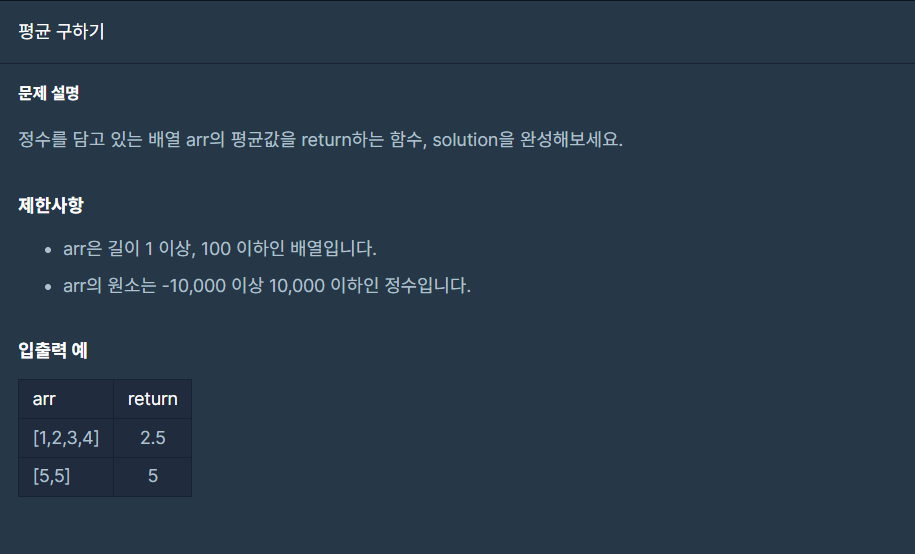 평균 구하기
문제 설명
정수를 담고 있는 배열 arr의 평균값을 return하는 함수, solution을 완성해보세요.
제한사항
• arr은 길이 1 이상, 100 이하인 배열입니다.
• arr의 원소는 -10,000 이상 10,000 이하인 정수입니다.
입출력 예
arr return
[1,2,3,4] 2.5
[5,5] 5